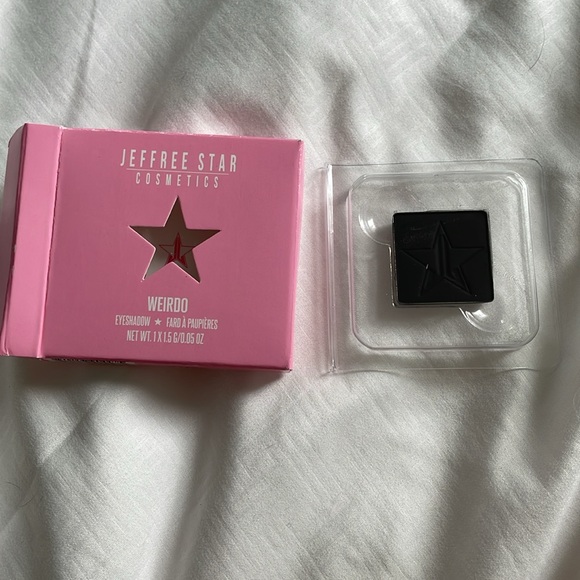 JEFFREE STAR
COSMETICS
WEIRDO
EYESHADOW ★ FARD À PAUPIÈRES
NET WT. 1 X 1.5 G/0.05 OZ